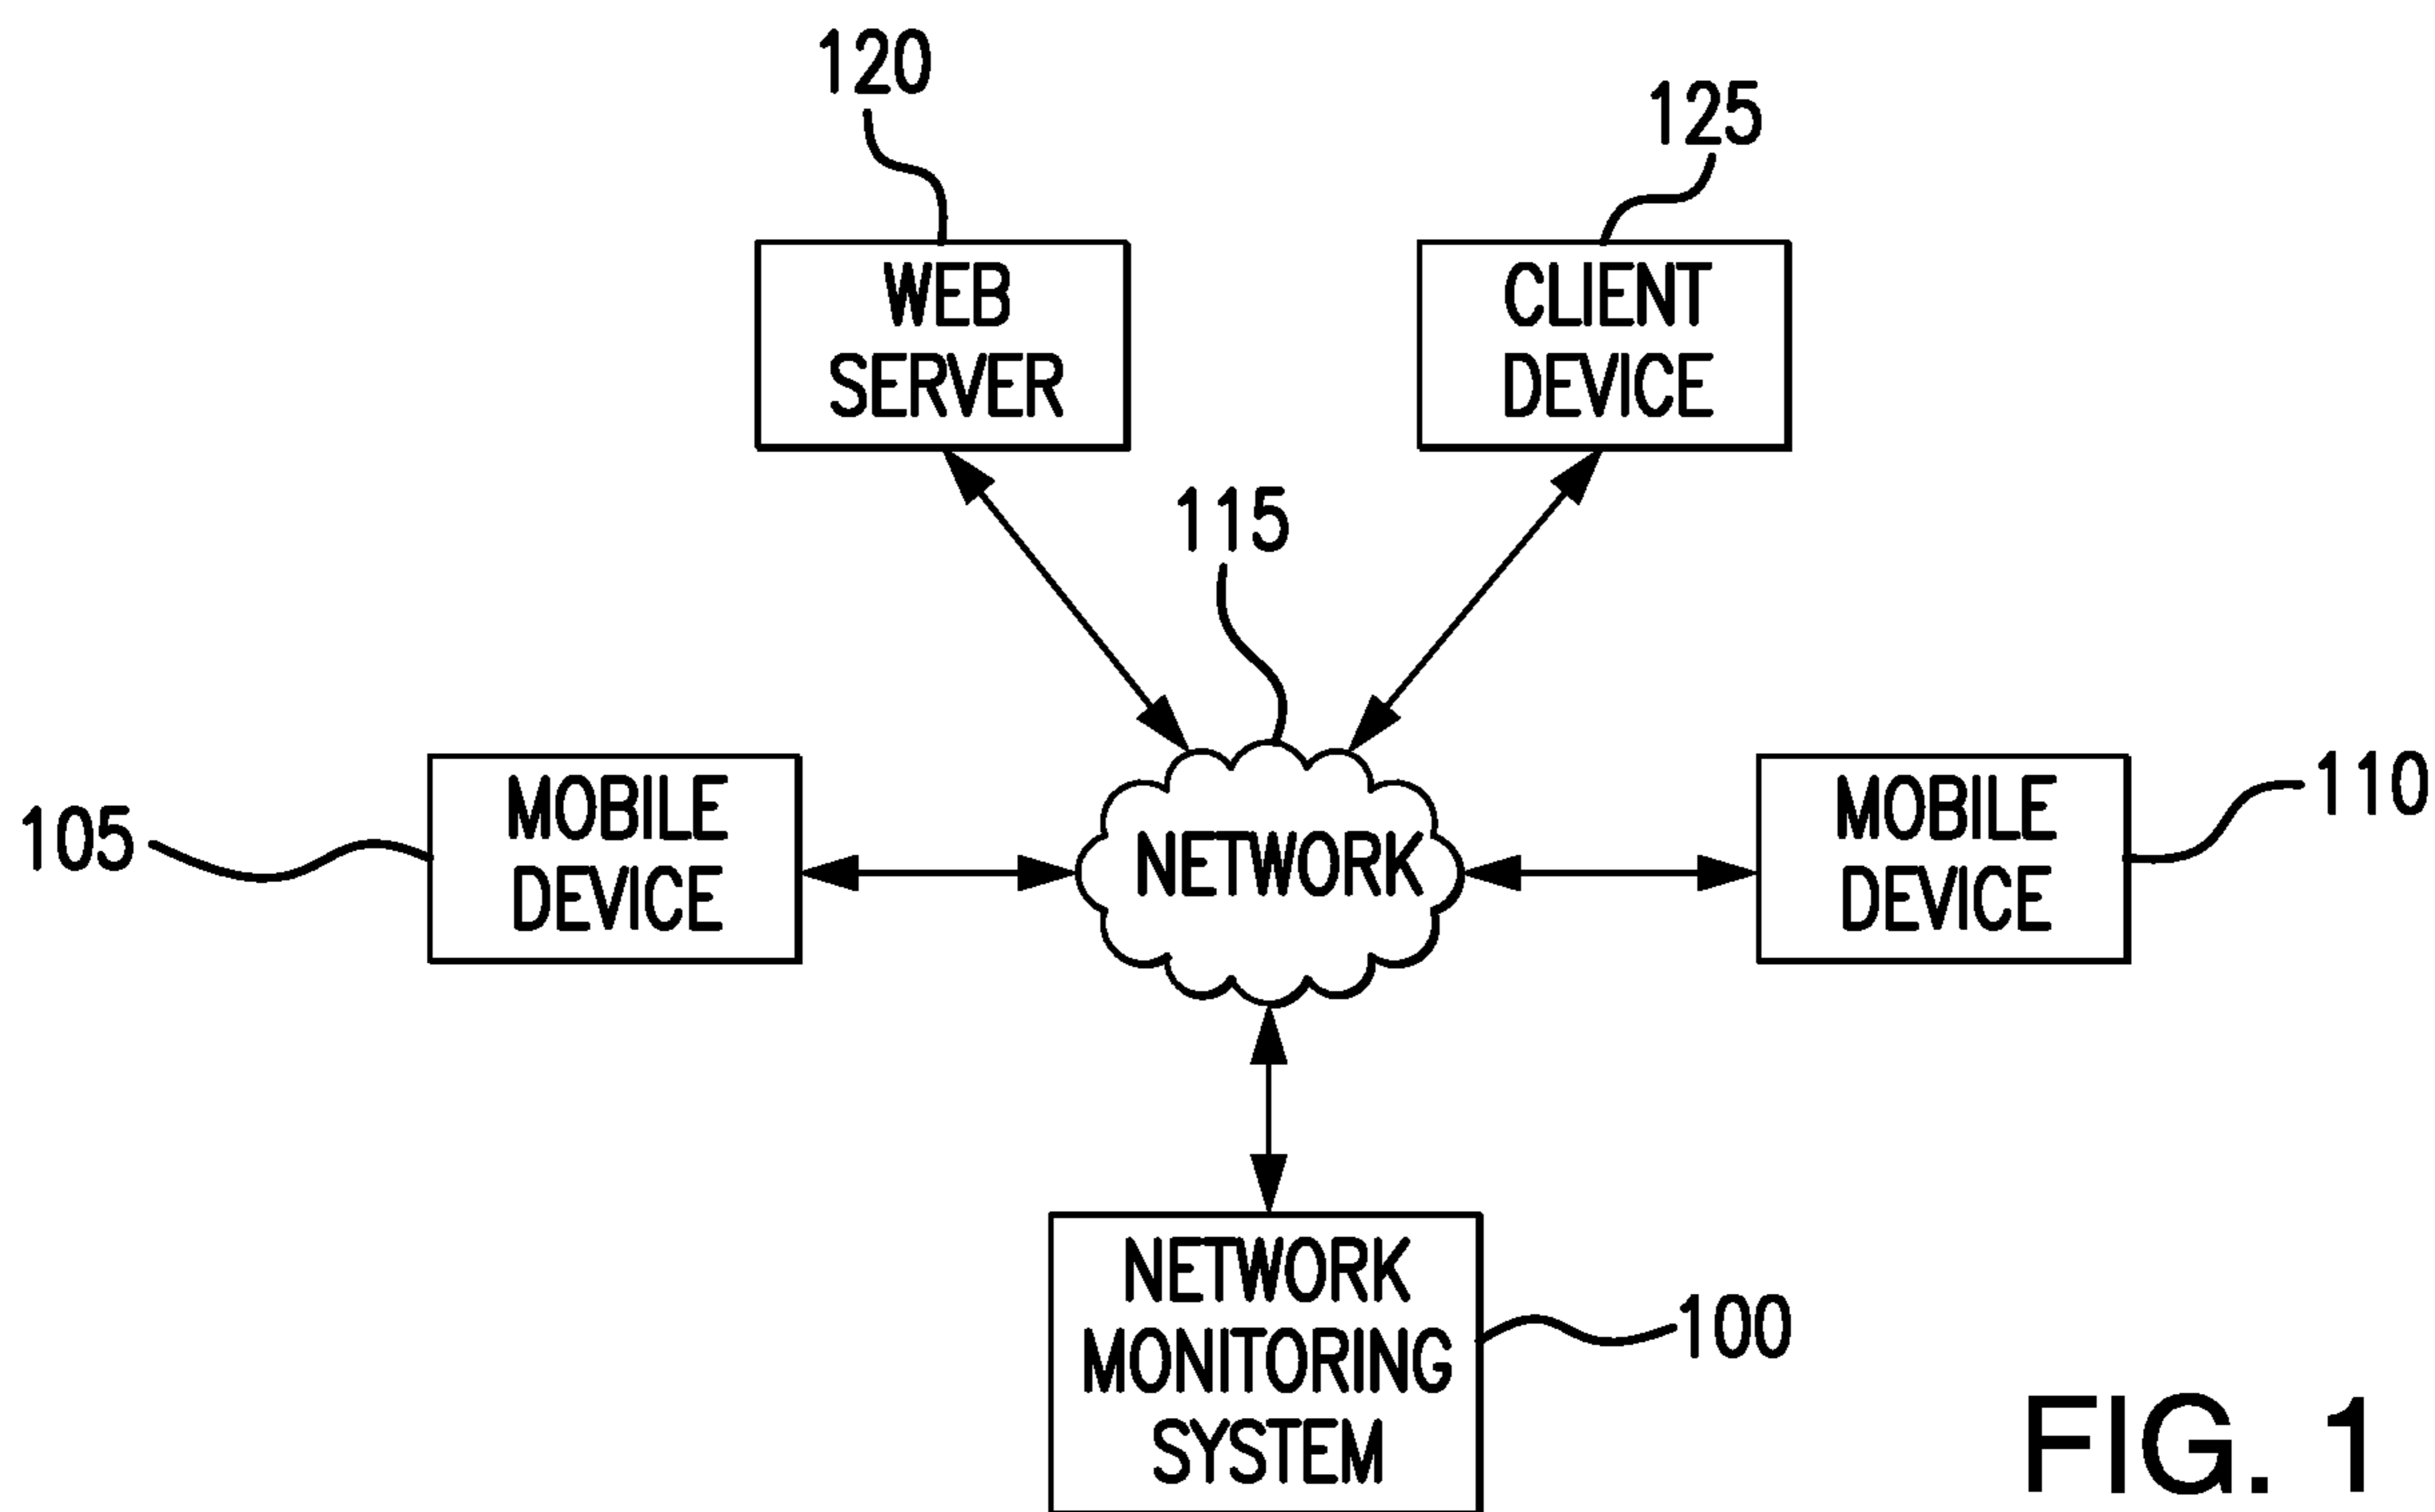 120
125
WEB
SERVER
CLIENT
DEVICE
115
105
MOBILE
DEVICE
NETWORK
MOBILE
DEVICE
110
NETWORK
MONITORING
SYSTEM
100
FIG. 1